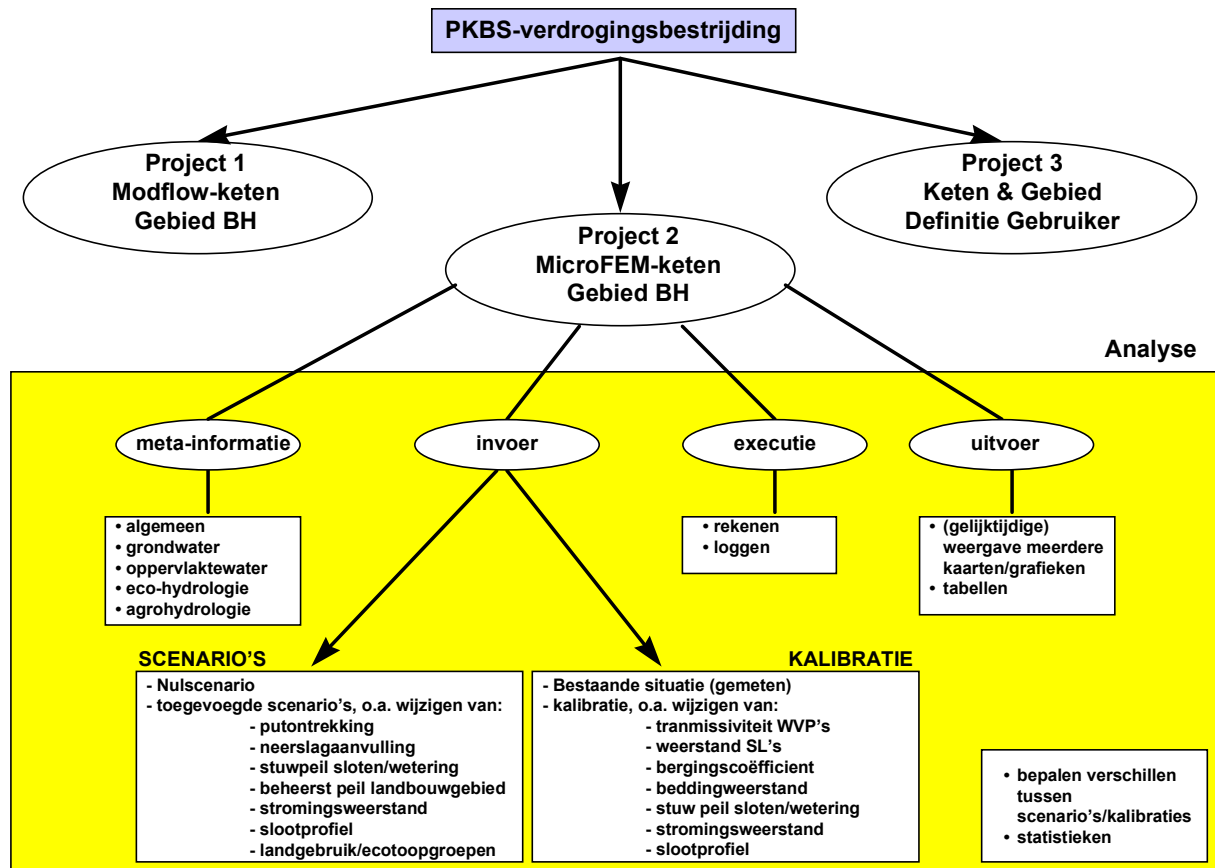 PKBS-verdrogingsbestrijding
Project 1
Modflow-keten
Gebied BH
Project 2
MicroFEM-keten
Gebied BH
Project 3
Keten & Gebied
Definitie Gebruiker
Analyse
meta-informatie
invoer
executie
uitvoer
• algemeen
• grondwater
• oppervlaktewater
• eco-hydrologie
• agrohydrologie
• rekenen
• loggen
• (gelijktijdige)
weergave meerdere
kaarten/grafieken
• tabellen
SCENARIO'S
- Nulscenario
- toegevoegde scenario's, o.a. wijzigen van:
- putontrekking
- neerslagaanvulling
- stuwpeil sloten/wetering
- beheerst peil landbouwgebied
- stromingsweerstand
- slootprofiel
- landgebruik/ecotoopgroepen
KALIBRATIE
- Bestaande situatie (gemeten)
- kalibratie, o.a. wijzigen van:
- tranmissiviteit WVP's
- weerstand SL's
- bergingscoëfficient
- beddingweerstand
- stuw peil sloten/wetering
- stromingsweerstand
- slootprofiel
• bepalen verschillen
tussen
scenario's/kalibraties
• statistieken